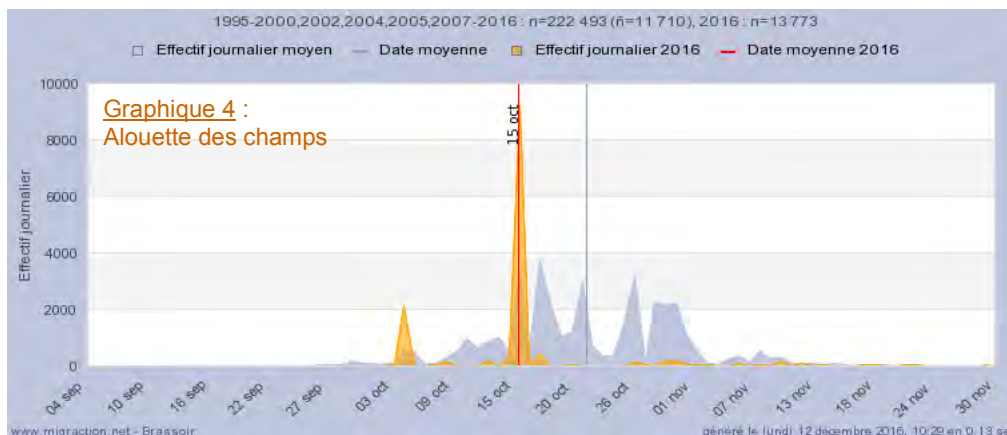 1995-2000,2002,2004,2005,2007-2016 : n=222 493 (ñ=11 710), 2016 : n=13 773
Effectif journalier moyen Date moyenne Effectif journalier 2016 Date moyenne 2016
Graphique 4 :
Alouette des champs
Effectif journalier
10000
8000
6000
4000
2000
0
15 oct
04 sep 10 sep 16 sep 22 sep 27 sep 03 oct 09 oct 15 oct 20 oct 26 oct 01 nov 07 nov 13 nov 18 nov 24 nov 30 nov
www.migraction.net - Brassoir généré le lundi 12 décembre 2016, 10:29 en 0.13 se